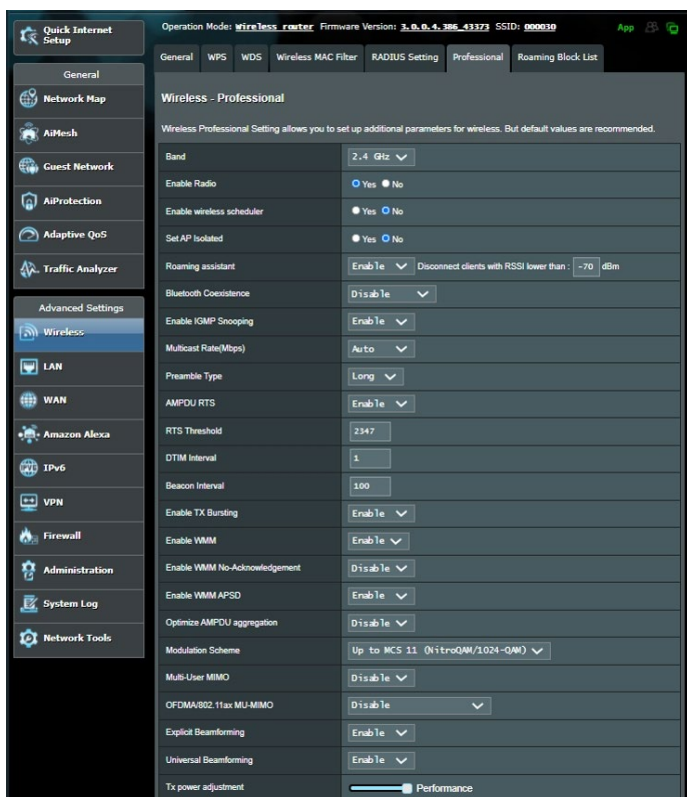 Quick Internet
Setup
Operation Mode: Wireless router Firmware Version: 3.0.0.4.386_43373 SSID: 000030 App
General WPS WDS Wireless MAC Filter RADIUS Setting Professional Roaming Block List
General
Network Map
AiMesh
Guest Network
AiProtection
Adaptive QoS
Traffic Analyzer
Advanced Settings
Wireless
LAN
WAN
Amazon Alexa
IPv6
VPN
Firewall
Administration
System Log
Network Tools
Wireless - Professional
Wireless Professional Setting allows you to set up additional parameters for wireless. But default values are recommended.
Band 2.4 GHz
Enable Radio Yes No
Enable wireless scheduler Yes No
Set AP Isolated Yes No
Roaming assistant Enable Disconnect clients with RSSI lower than : -70 dBm
Bluetooth Coexistence Disable
Enable IGMP Snooping Enable
Multicast Rate(Mbps) Auto
Preamble Type Long
AMPDU RTS Enable
RTS Threshold 2347
DTIM Interval 1
Beacon Interval 100
Enable TX Bursting Enable
Enable WMM Enable
Enable WMM No-Acknowledgement Disable
Enable WMM APSD Enable
Optimize AMPDU aggregation Disable
Modulation Scheme Up to MCS 11 (NitroQAM/1024-QAM)
Multi-User MIMO Disable
OFDMA/802.11ax MU-MIMO Disable
Explicit Beamforming Enable
Universal Beamforming Enable
Tx power adjustment Performance